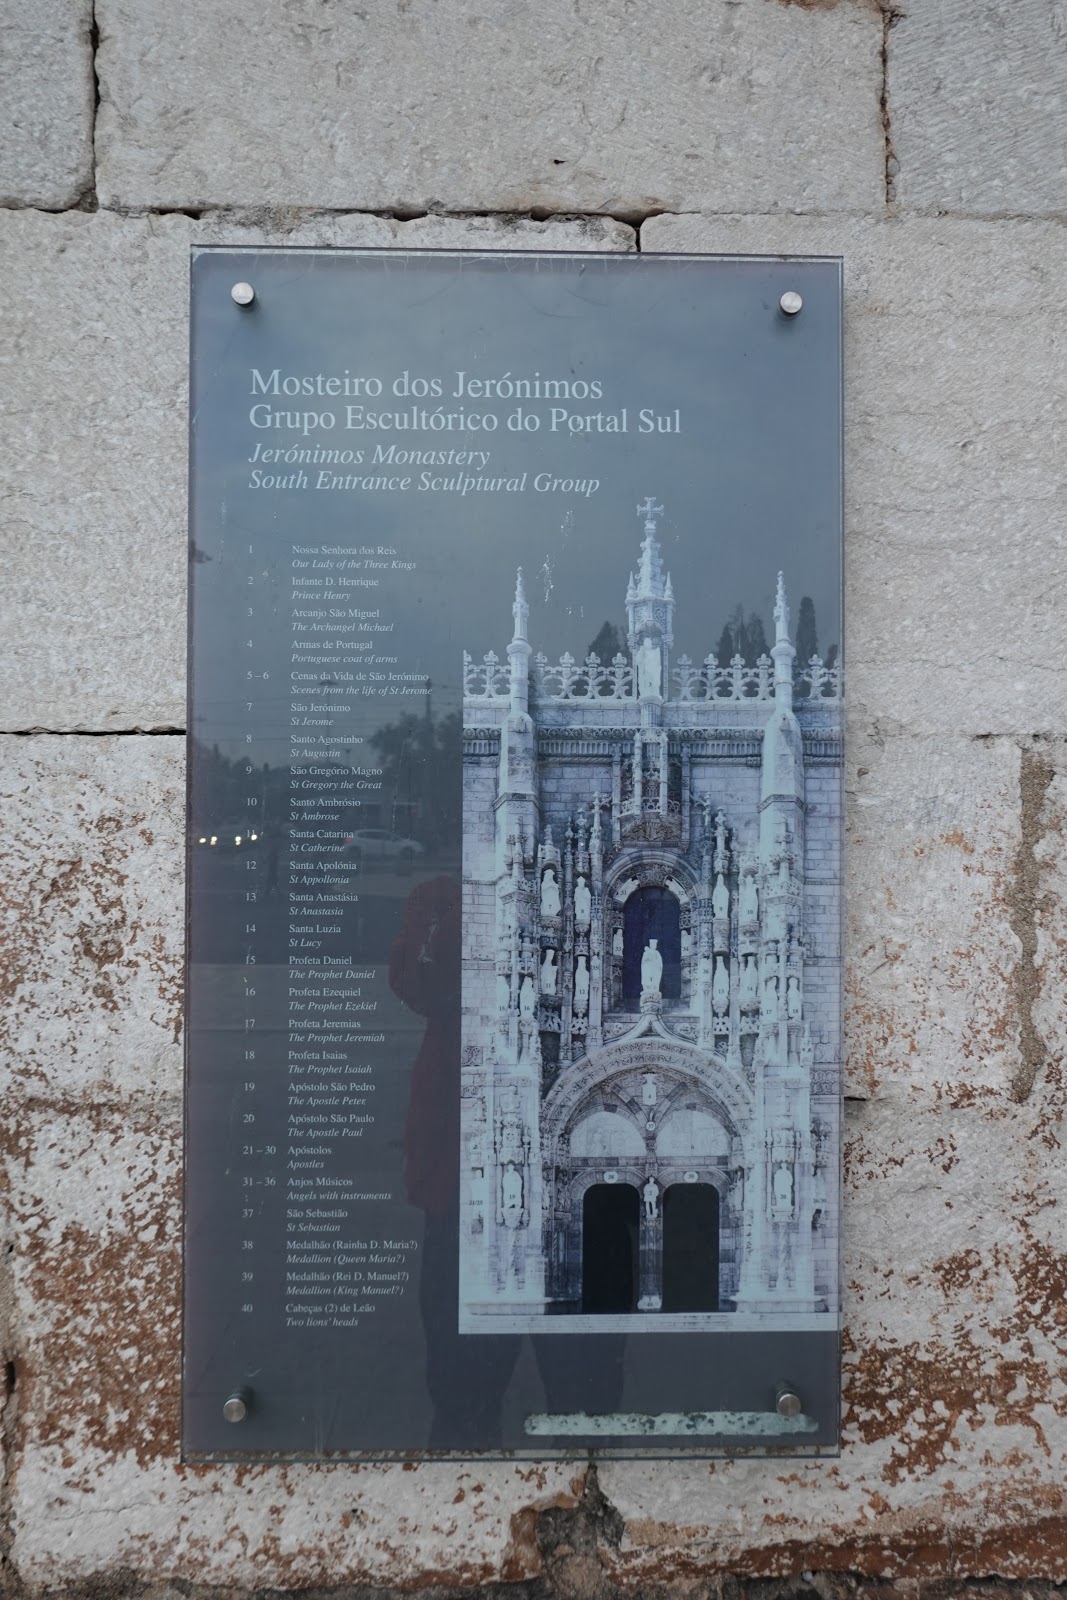 Mosteiro dos Jerónimos
Grupo Escultórico do Portal Sul
Jerónimos Monastery
South Entrance Sculptural Group
1 Nossa Senhora dos Reis
Our Lady of the Three Kings
2 Infante D. Henrique
Prince Henry
3 Arcanjo São Miguel
The Archangel Michael
4 Armas de Portugal
Portuguese coat of arms
5 – 6 Cenas da Vida de São Jerónimo
Scenes from the life of St Jerome
7 São Jerónimo
St Jerome
8 Santo Agostinho
St Augustin
9 São Gregório Magno
St Gregory the Great
10 Santo Ambrósio
St Ambrose
11 Santa Catarina
St Catherine
12 Santa Apolónia
St Appollonia
13 Santa Anastásia
St Anastasia
14 Santa Luzia
St Lucy
15 Profeta Daniel
The Prophet Daniel
16 Profeta Ezequiel
The Prophet Ezekiel
17 Profeta Jeremias
The Prophet Jeremiah
18 Profeta Isaias
The Prophet Isaiah
19 Apóstolo São Pedro
The Apostle Peter
20 Apóstolo São Paulo
The Apostle Paul
21 – 30 Apóstolos
Apostles
31 – 36 Anjos Músicos
Angels with instruments
37 São Sebastião
St Sebastian
38 Medalhão (Rainha D. Maria?)
Medallion (Queen Maria?)
39 Medalhão (Rei D. Manuel?)
Medallion (King Manuel?)
40 Cabeças (2) de Leão
Two lions' heads